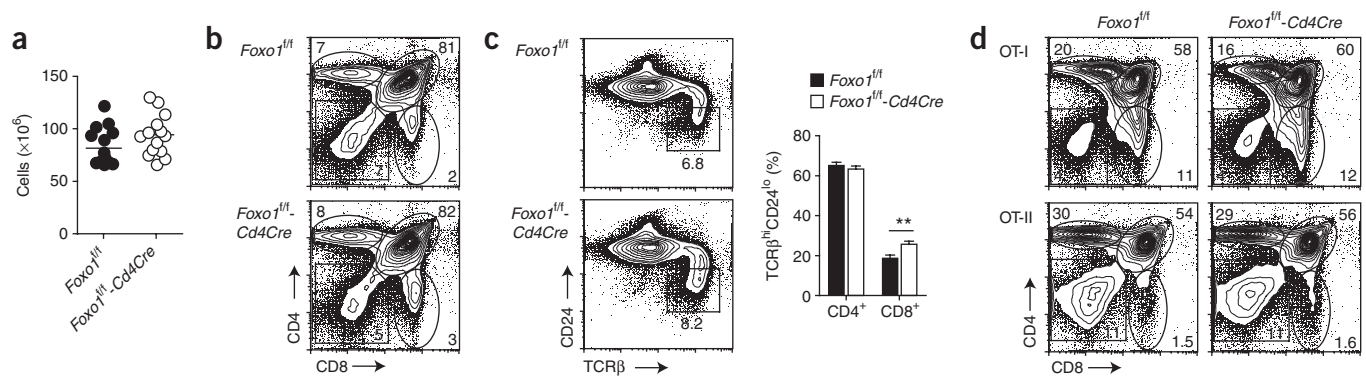 a
Cells (×10⁶)
150
100
50
0
Foxo1f/f
Foxo1f/f-Cd4Cre
b
Foxo1f/f
7
81
7
2
Foxo1f/f-
Cd4Cre
8
82
5
3
CD4
CD8
c
Foxo1f/f
6.8
Foxo1f/f-
Cd4Cre
8.2
CD24
TCRβ
Foxo1f/f
Foxo1f/f-Cd4Cre
TCRβhiCD24lo (%)
80
60
40
20
0
**
CD4+
CD8+
d
Foxo1f/f
Foxo1f/f-Cd4Cre
OT-I
20
58
11
16
60
12
OT-II
30
54
11
1.5
29
56
11
1.6
CD4
CD8